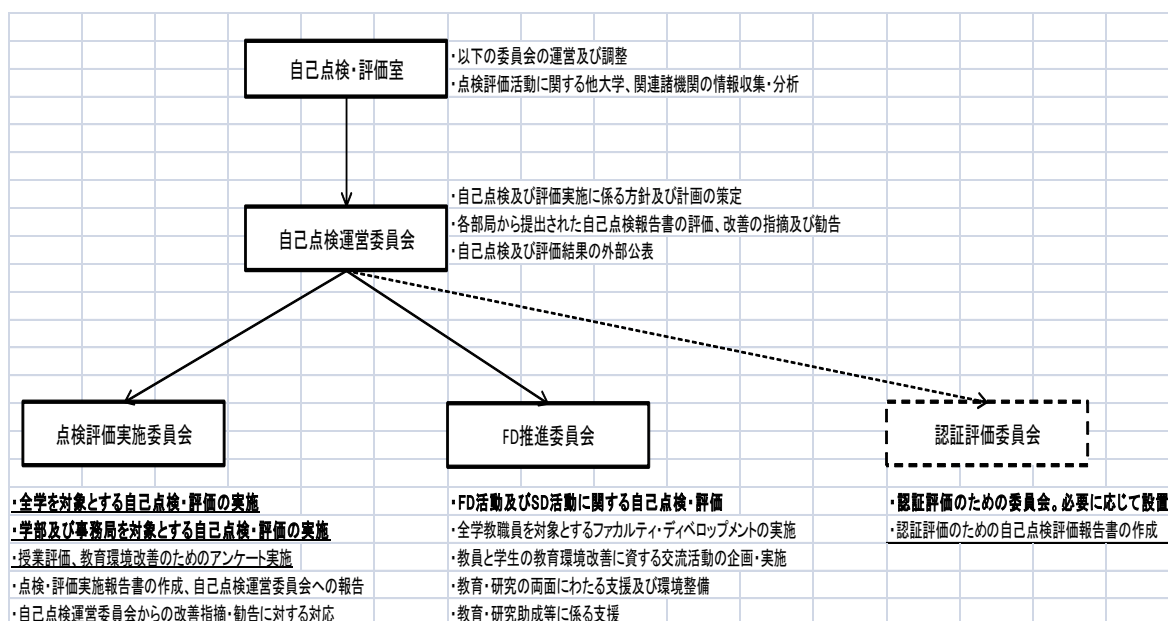 自己点検・評価室
・以下の委員会の運営及び調整
・点検評価活動に関する他大学、関連諸機関の情報収集・分析
自己点検運営委員会
・自己点検及び評価実施に係る方針及び計画の策定
・各部局から提出された自己点検報告書の評価、改善の指摘及び勧告
・自己点検及び評価結果の外部公表
点検評価実施委員会
・全学を対象とする自己点検・評価の実施
・学部及び事務局を対象とする自己点検・評価の実施
・授業評価、教育環境改善のためのアンケート実施
・点検・評価実施報告書の作成、自己点検運営委員会への報告
・自己点検運営委員会からの改善指摘・勧告に対する対応
FD推進委員会
・FD活動及びSD活動に関する自己点検・評価
・全学教職員を対象とするファカルティ・ディベロップメントの実施
・教員と学生の教育環境改善に資する交流活動の企画・実施
・教育・研究の両面にわたる支援及び環境整備
・教育・研究助成等に係る支援
認証評価委員会
・認証評価のための委員会。必要に応じて設置
・認証評価のための自己点検評価報告書の作成